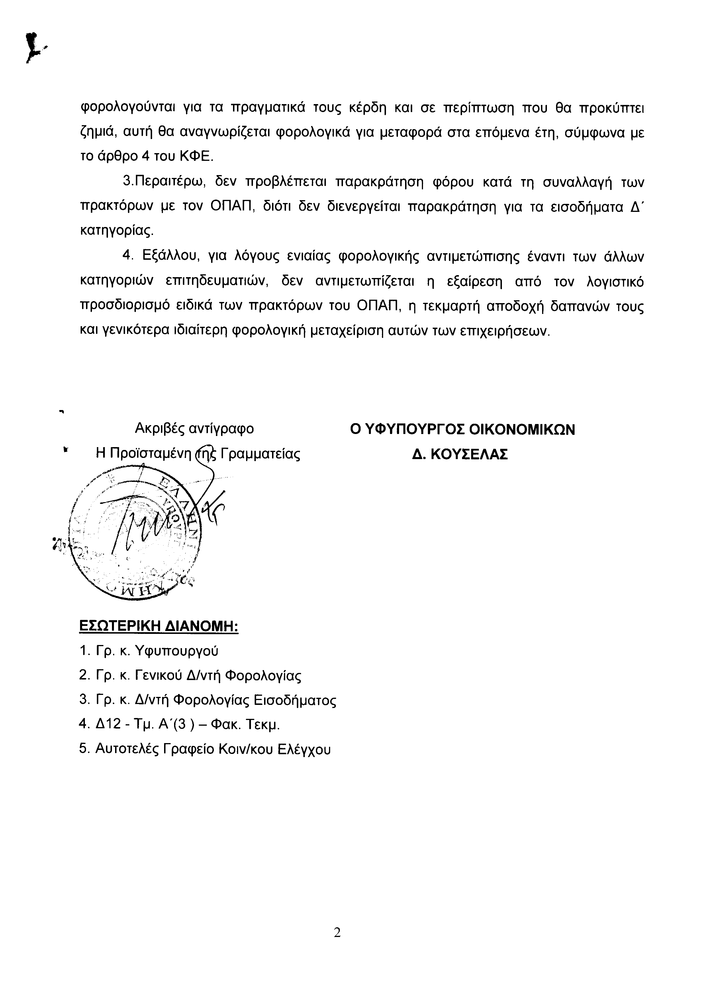 φορολογούνται για τα πραγματικά τους κέρδη και σε περίπτωση που θα προκύπτει
ζημιά, αυτή θα αναγνωρίζεται φορολογικά για μεταφορά στα επόμενα έτη, σύμφωνα με
το άρθρο 4 του ΚΦΕ.
3.Περαιτέρω, δεν προβλέπεται παρακράτηση φόρου κατά τη συναλλαγή των
πρακτόρων με τον ΟΠΑΠ, διότι δεν διενεργείται παρακράτηση για τα εισοδήματα Δ΄
κατηγορίας.
4. Εξάλλου, για λόγους ενιαίας φορολογικής αντιμετώπισης έναντι των άλλων
κατηγοριών επιτηδευματιών, δεν αντιμετωπίζεται η εξαίρεση από τον λογιστικό
προσδιορισμό ειδικά των πρακτόρων του ΟΠΑΠ, η τεκμαρτή αποδοχή δαπανών τους
και γενικότερα ιδιαίτερη φορολογική μεταχείριση αυτών των επιχειρήσεων.
Ακριβές αντίγραφο
Η Προϊσταμένη της Γραμματείας
Ο ΥΦΥΠΟΥΡΓΟΣ ΟΙΚΟΝΟΜΙΚΩΝ
Δ. ΚΟΥΣΕΛΑΣ
ΕΣΩΤΕΡΙΚΗ ΔΙΑΝΟΜΗ:
1. Γρ. κ. Υφυπουργού
2. Γρ. κ. Γενικού Δ/ντή Φορολογίας
3. Γρ. κ. Δ/ντή Φορολογίας Εισοδήματος
4. Δ12 - Τμ. Α΄(3 ) – Φακ. Τεκμ.
5. Αυτοτελές Γραφείο Κοιν/κου Ελέγχου
2